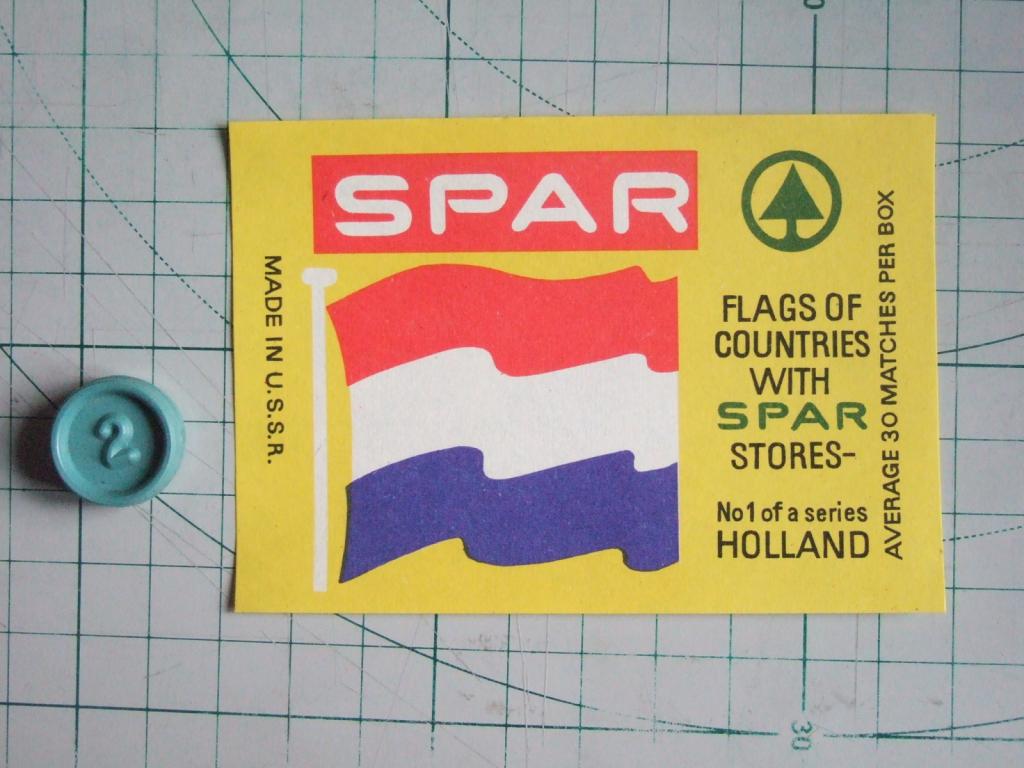 SPAR
MADE IN U.S.S.R.
FLAGS OF
COUNTRIES
WITH
SPAR
STORES-
No1 of a series
HOLLAND
AVERAGE 30 MATCHES PER BOX
2
0
30